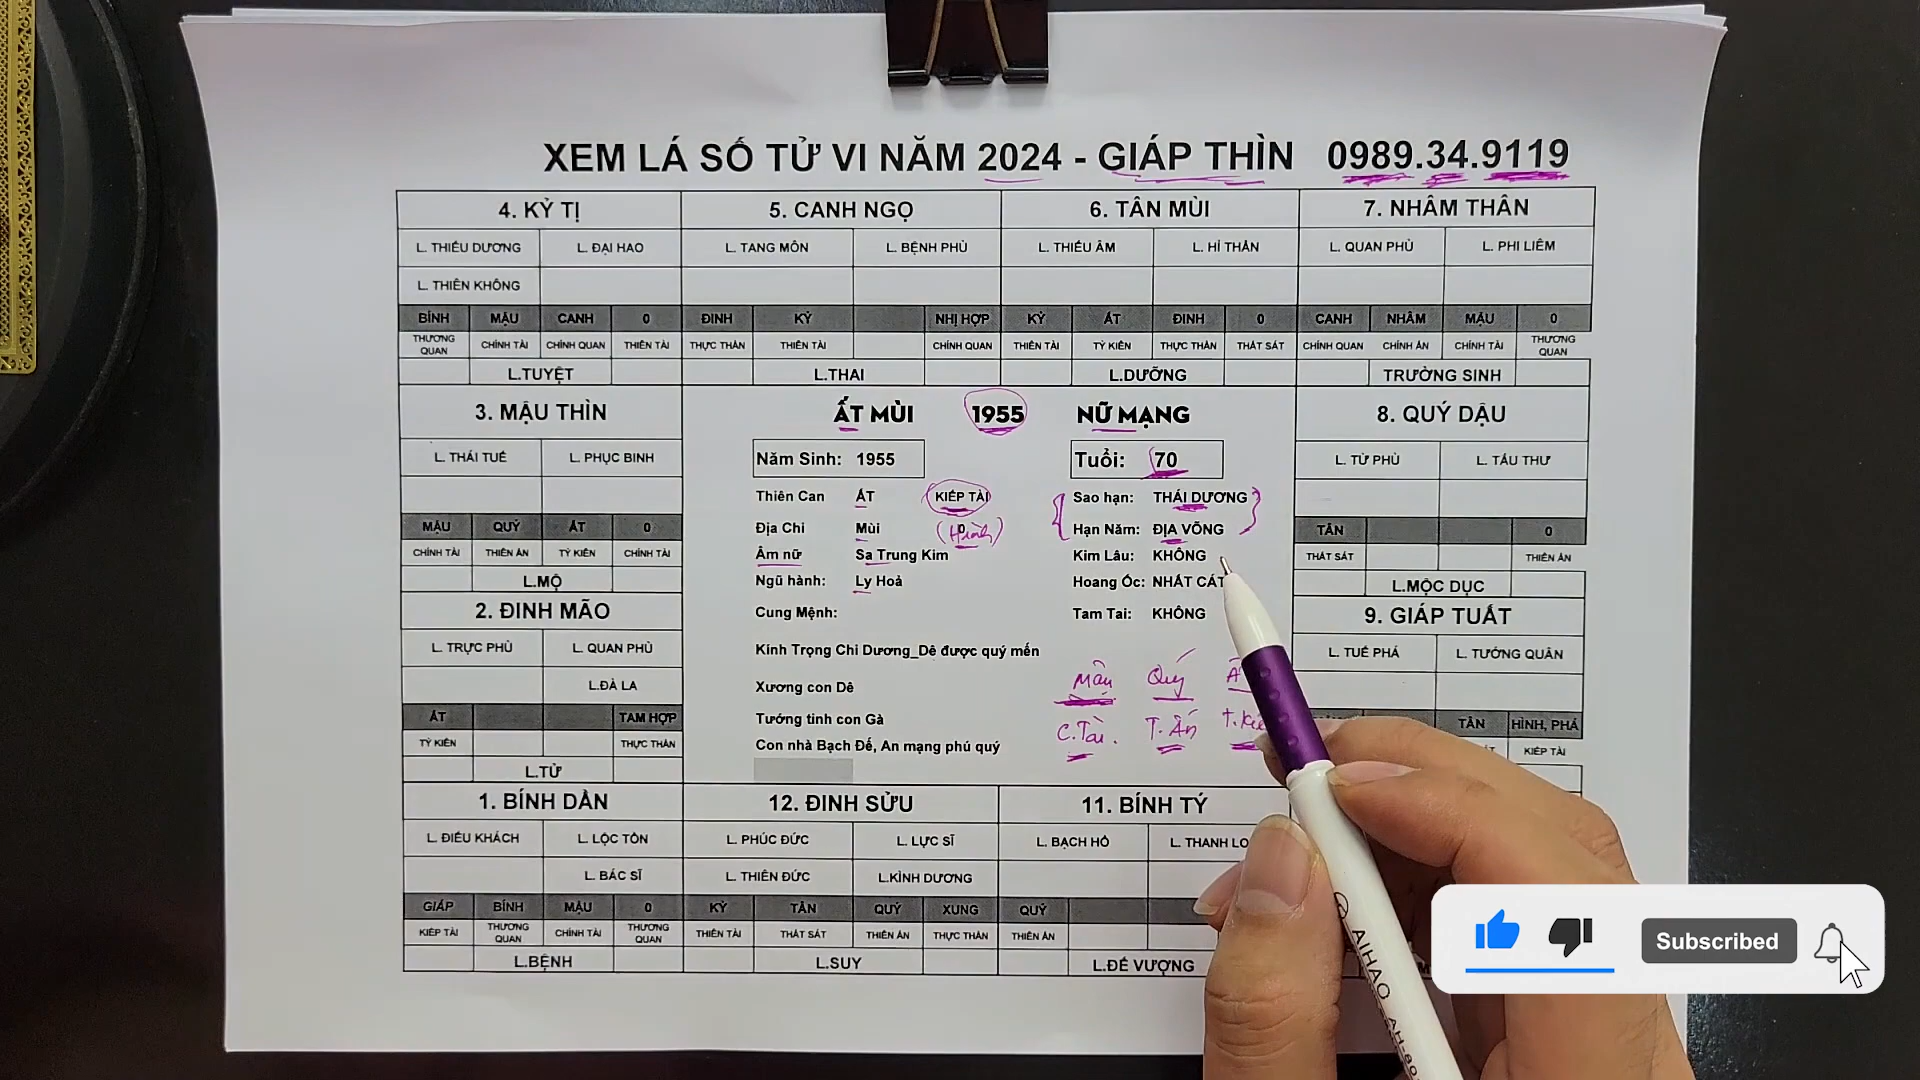 XEM LÁ SỐ TỬ VI NĂM 2024 - GIÁP THÌN 0989.34.9119
4. KỶ TỊ 5. CANH NGỌ 6. TÂN MÙI 7. NHÂM THÂN
L. THIẾU DƯƠNG L. ĐẠI HAO L. TANG MÔN L. BỆNH PHÙ L. THIẾU ÂM L. HỈ THẦN L. QUAN PHÙ L. PHI LIÊM
L. THIÊN KHÔNG
BÍNH MẬU CANH 0 ĐINH KỶ NHỊ HỢP KỶ ẤT ĐINH 0 CANH NHÂM MẬU 0
THƯƠNG QUAN CHÍNH TÀI CHÍNH QUAN THIÊN TÀI THỰC THẦN THIÊN TÀI CHÍNH QUAN THIÊN TÀI TỶ KIÊN THỰC THẦN THẤT SÁT CHÍNH QUAN CHÍNH ẤN CHÍNH TÀI THƯƠNG QUAN
L.TUYỆT L.THAI L.DƯỠNG TRƯỜNG SINH
3. MẬU THÌN ẤT MÙI 1955 NỮ MẠNG 8. QUÝ DẬU
L. THÁI TUẾ L. PHỤC BINH Năm Sinh: 1955 Tuổi: 70 L. TỬ PHÙ L. TẤU THƯ
Thiên Can ẤT KIẾP TÀI Sao hạn: THÁI DƯƠNG
MẬU QUÝ ẤT 0 Địa Chi Mùi (Hình) Hạn Năm: ĐỊA VÕNG TÂN 0
CHÍNH TÀI THIÊN ẤN TỶ KIÊN CHÍNH TÀI Âm nữ Sa Trung Kim Kim Lâu: KHÔNG THẤT SÁT THIÊN ẤN
L.MỘ Ngũ hành: Ly Hoả Hoang Ốc: NHẤT CÁT L.MỘC DỤC
2. ĐINH MÃO Cung Mệnh: Tam Tai: KHÔNG 9. GIÁP TUẤT
L. TRỰC PHÙ L. QUAN PHÙ Kính Trọng Chi Dương_Dê được quý mến L. TUẾ PHÁ L. TƯỚNG QUÂN
L.ĐÀ LA Xương con Dê Mậu Quý
ẤT TAM HỢP Tướng tinh con Gà C.Tài. T.Ấn TÂN HÌNH, PHÁ
TỶ KIÊN THỰC THẦN Con nhà Bạch Đế, An mạng phú quý KIẾP TÀI
L.TỬ
1. BÍNH DẦN 12. ĐINH SỬU 11. BÍNH TÝ
L. ĐIẾU KHÁCH L. LỘC TỒN L. PHÚC ĐỨC L. LỰC SĨ L. BẠCH HỔ L. THANH LO
L. BÁC SĨ L. THIÊN ĐỨC L.KÌNH DƯƠNG
GIÁP BÍNH MẬU 0 KỶ TÂN QUÝ XUNG QUÝ
KIẾP TÀI THƯƠNG QUAN CHÍNH TÀI THƯƠNG QUAN THIÊN TÀI THẤT SÁT THIÊN ẤN THỰC THẦN THIÊN ẤN
L.BỆNH L.SUY L.ĐẾ VƯỢNG
Subscribed
AIHAO